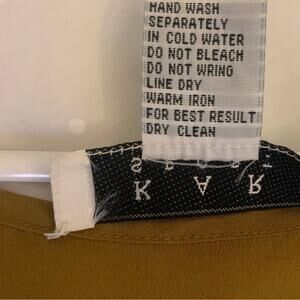 HAND WASH
SEPARATELY
IN COLD WATER
DO NOT BLEACH
DO NOT WRING
LINE DRY
WARM IRON
FOR BEST RESULT
DRY CLEAN
K A R
S P O R T